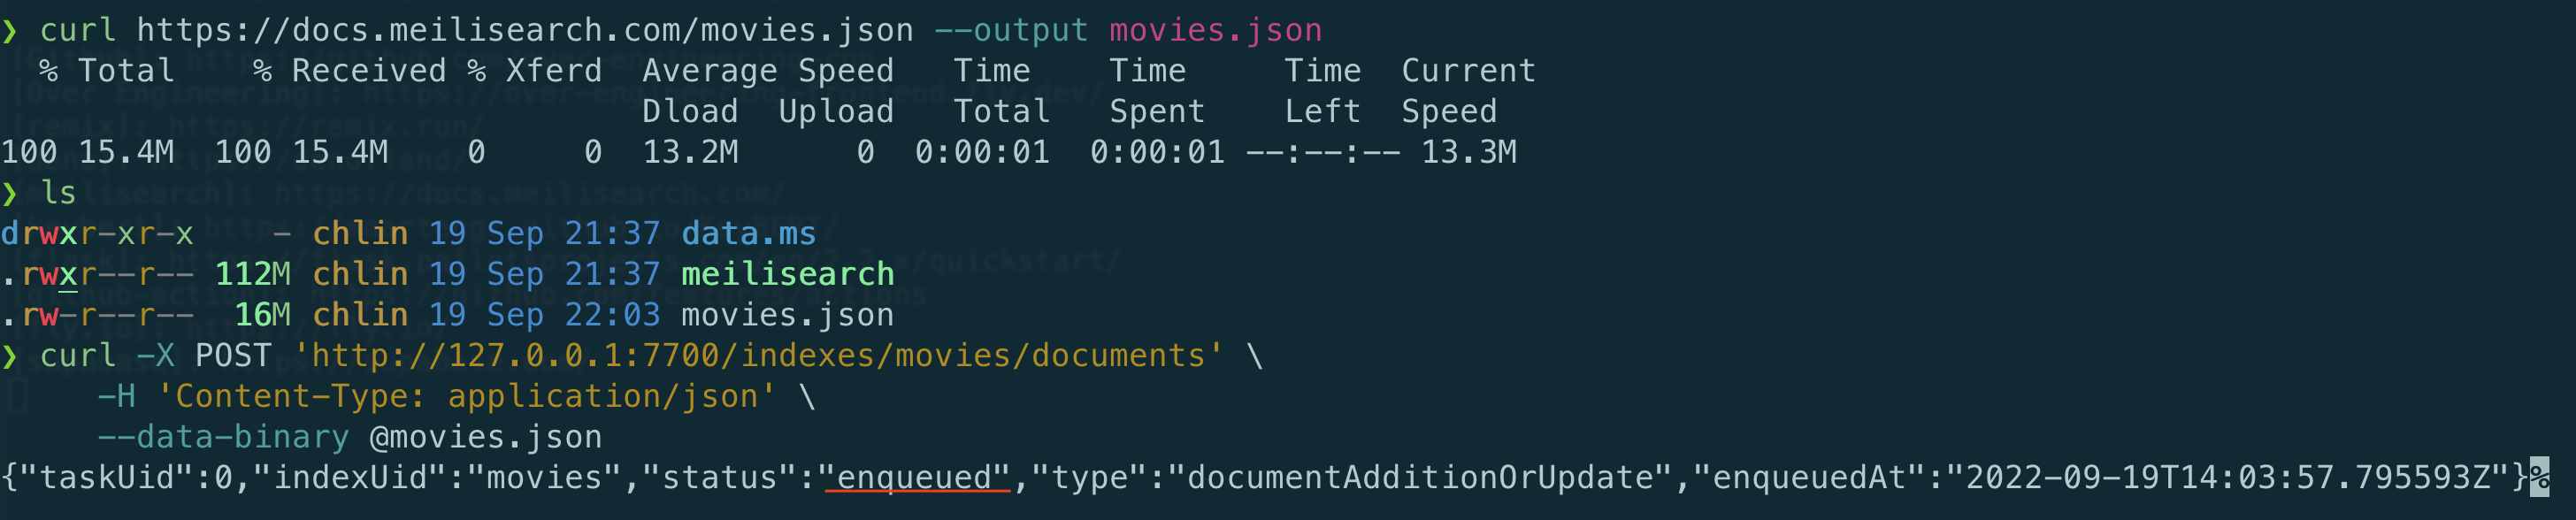 ❯ curl https://docs.meilisearch.com/movies.json --output movies.json
  % Total    % Received % Xferd  Average Speed   Time    Time     Time  Current
                                 Dload  Upload   Total   Spent    Left  Speed
100 15.4M  100 15.4M    0     0  13.2M      0  0:00:01  0:00:01 --:--:-- 13.3M
❯ ls
drwxr-xr-x    - chlin 19 Sep 21:37 data.ms
.rwxr--r-- 112M chlin 19 Sep 21:37 meilisearch
.rw-r--r--  16M chlin 19 Sep 22:03 movies.json
❯ curl -X POST 'http://127.0.0.1:7700/indexes/movies/documents' \
     -H 'Content-Type: application/json' \
     --data-binary @movies.json
{"taskUid":0,"indexUid":"movies","status":"enqueued","type":"documentAdditionOrUpdate","enqueuedAt":"2022-09-19T14:03:57.795593Z"}%